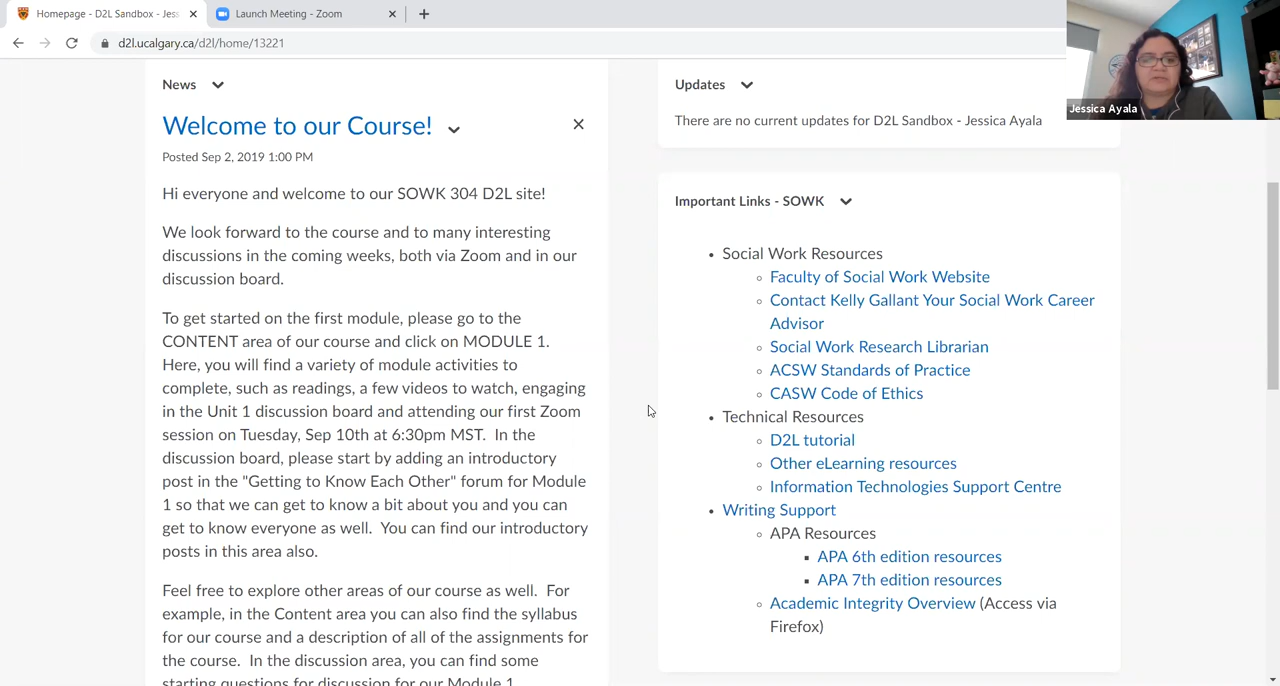 Homepage - D2L Sandbox - Jess
Launch Meeting - Zoom
d2l.ucalgary.ca/d2l/home/13221
Jessica Ayala
News
Welcome to our Course!
Posted Sep 2, 2019 1:00 PM
Hi everyone and welcome to our SOWK 304 D2L site!
We look forward to the course and to many interesting
discussions in the coming weeks, both via Zoom and in our
discussion board.
To get started on the first module, please go to the
CONTENT area of our course and click on MODULE 1.
Here, you will find a variety of module activities to
complete, such as readings, a few videos to watch, engaging
in the Unit 1 discussion board and attending our first Zoom
session on Tuesday, Sep 10th at 6:30pm MST.  In the
discussion board, please start by adding an introductory
post in the "Getting to Know Each Other" forum for Module
1 so that we can get to know a bit about you and you can
get to know everyone as well.  You can find our introductory
posts in this area also.
Feel free to explore other areas of our course as well.  For
example, in the Content area you can also find the syllabus
for our course and a description of all of the assignments for
the course.  In the discussion area, you can find some
starting questions for discussion for our Module 1
Updates
There are no current updates for D2L Sandbox - Jessica Ayala
Important Links - SOWK
Social Work Resources
Faculty of Social Work Website
Contact Kelly Gallant Your Social Work Career
Advisor
Social Work Research Librarian
ACSW Standards of Practice
CASW Code of Ethics
Technical Resources
D2L tutorial
Other eLearning resources
Information Technologies Support Centre
Writing Support
APA Resources
APA 6th edition resources
APA 7th edition resources
Academic Integrity Overview (Access via
Firefox)